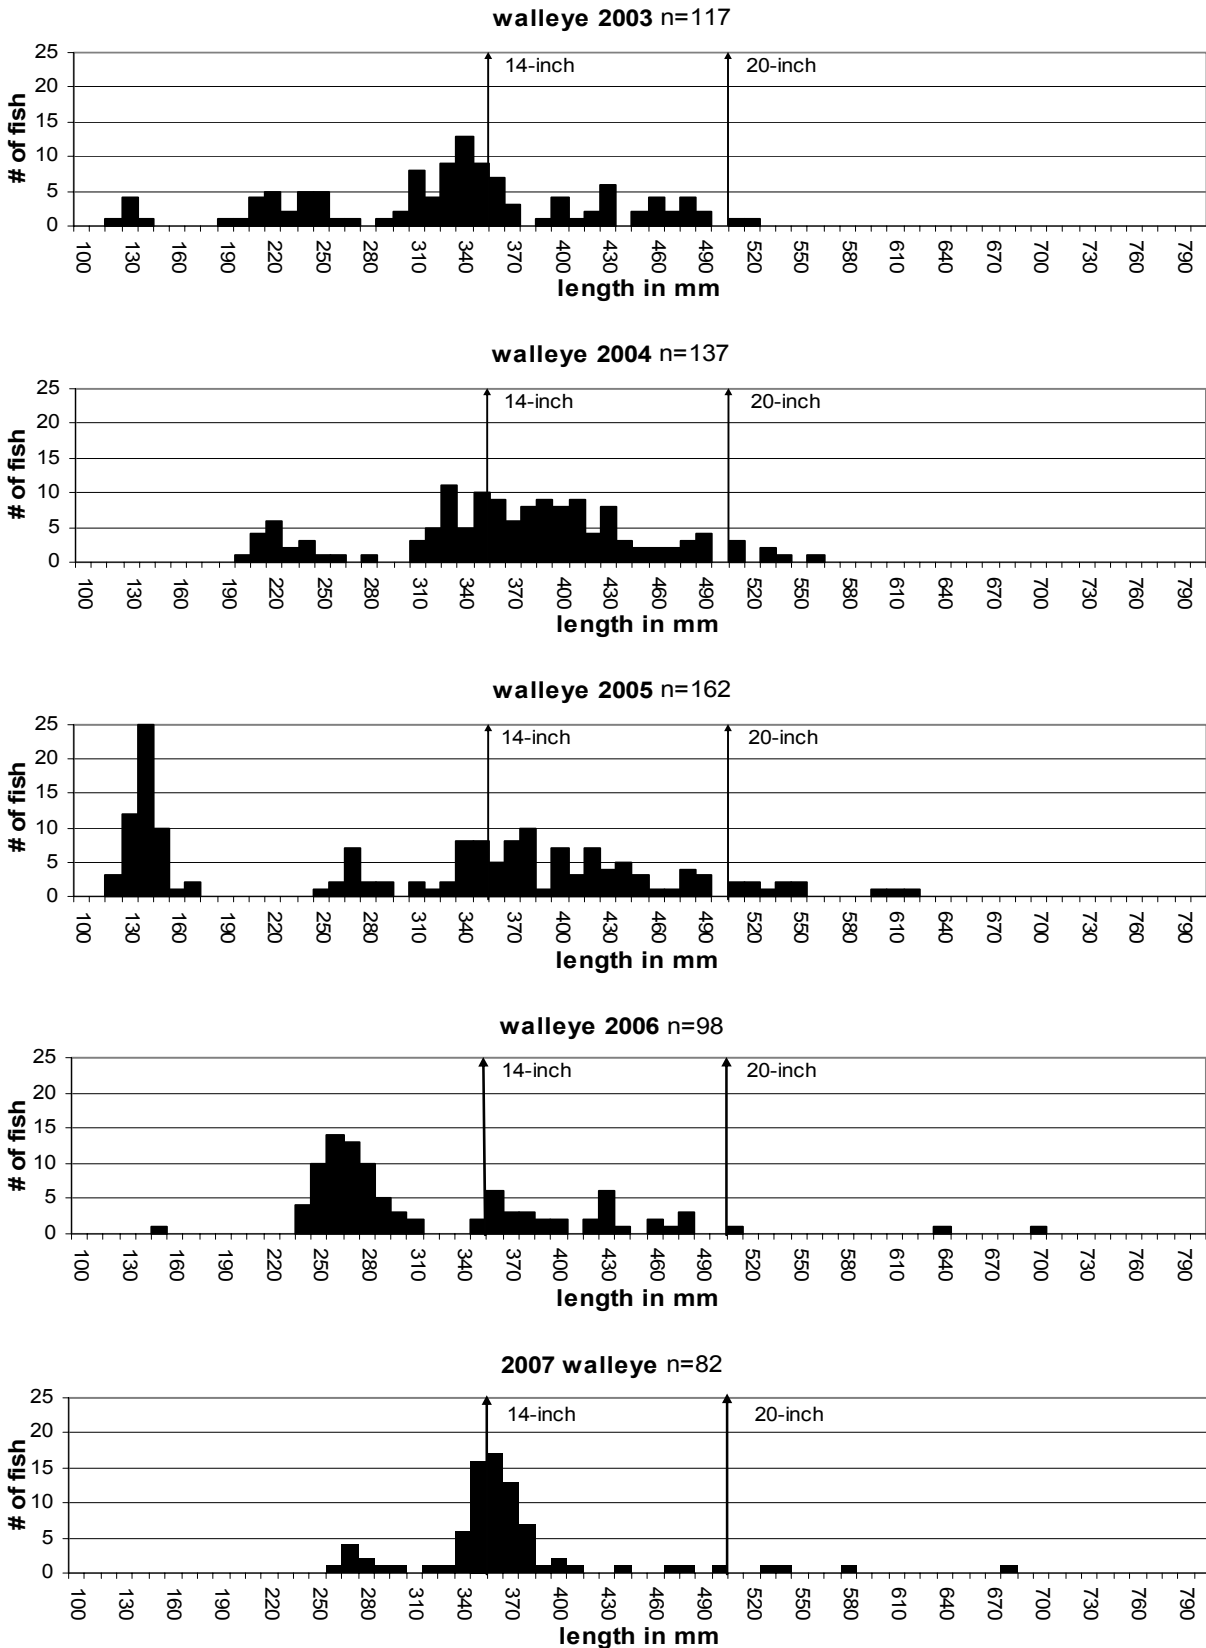 walleye 2003 n=117
25
20
15
10
5
0
# of fish
14-inch
20-inch
100 130 160 190 220 250 280 310 340 370 400 430 460 490 520 550 580 610 640 670 700 730 760 790
length in mm
walleye 2004 n=137
25
20
15
10
5
0
# of fish
14-inch
20-inch
100 130 160 190 220 250 280 310 340 370 400 430 460 490 520 550 580 610 640 670 700 730 760 790
length in mm
walleye 2005 n=162
25
20
15
10
5
0
# of fish
14-inch
20-inch
100 130 160 190 220 250 280 310 340 370 400 430 460 490 520 550 580 610 640 670 700 730 760 790
length in mm
walleye 2006 n=98
25
20
15
10
5
0
# of fish
14-inch
20-inch
100 130 160 190 220 250 280 310 340 370 400 430 460 490 520 550 580 610 640 670 700 730 760 790
length in mm
2007 walleye n=82
25
20
15
10
5
0
# of fish
14-inch
20-inch
100 130 160 190 220 250 280 310 340 370 400 430 460 490 520 550 580 610 640 670 700 730 760 790
length in mm